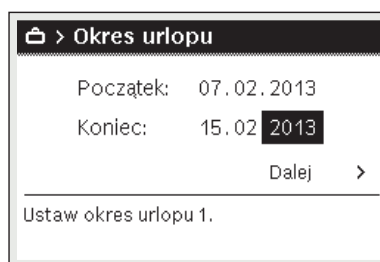 > Okres urlopu
Początek: 07.02.2013
Koniec: 15.02 2013
Dalej >
Ustaw okres urlopu 1.